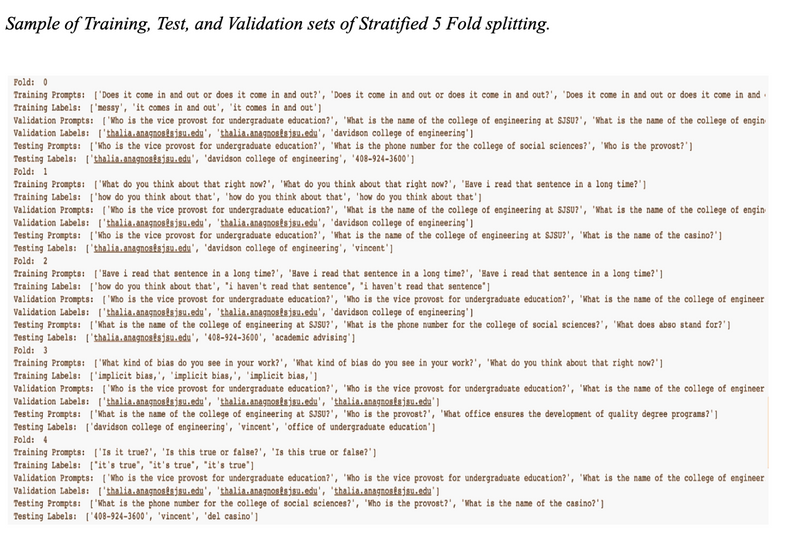 Sample of Training, Test, and Validation sets of Stratified 5 Fold splitting.
Fold: 0
Training Prompts: ['Does it come in and out or does it come in and out?', 'Does it come in and out or does it come in and out?', 'Does it come in and out or does it come in and
Training Labels: ['messy', 'it comes in and out', 'it comes in and out']
Validation Prompts: ['Who is the vice provost for undergraduate education?', 'What is the name of the college of engineering at SJSU?', 'What is the name of the college of engin
Validation Labels: ['thalia.anagnos@sjsu.edu', 'thalia.anagnos@sjsu.edu', 'davidson college of engineering']
Testing Prompts: ['Who is the vice provost for undergraduate education?', 'What is the phone number for the college of social sciences?', 'Who is the provost?']
Testing Labels: ['thalia.anagnos@sjsu.edu', 'davidson college of engineering', '408-924-3600']
Fold: 1
Training Prompts: ['What do you think about that right now?', 'What do you think about that right now?', 'Have i read that sentence in a long time?']
Training Labels: ['how do you think about that', 'how do you think about that', 'how do you think about that']
Validation Prompts: ['Who is the vice provost for undergraduate education?', 'What is the name of the college of engineering at SJSU?', 'What is the name of the college of engin
Validation Labels: ['thalia.anagnos@sjsu.edu', 'thalia.anagnos@sjsu.edu', 'davidson college of engineering']
Testing Prompts: ['Who is the vice provost for undergraduate education?', 'What is the name of the college of engineering at SJSU?', 'What is the name of the casino?']
Testing Labels: ['thalia.anagnos@sjsu.edu', 'davidson college of engineering', 'vincent']
Fold: 2
Training Prompts: ['Have i read that sentence in a long time?', 'Have i read that sentence in a long time?', 'Have i read that sentence in a long time?']
Training Labels: ['how do you think about that', "i haven't read that sentence", "i haven't read that sentence"]
Validation Prompts: ['Who is the vice provost for undergraduate education?', 'Who is the vice provost for undergraduate education?', 'What is the name of the college of engineer
Validation Labels: ['thalia.anagnos@sjsu.edu', 'thalia.anagnos@sjsu.edu', 'davidson college of engineering']
Testing Prompts: ['What is the name of the college of engineering at SJSU?', 'What is the phone number for the college of social sciences?', 'What does abso stand for?']
Testing Labels: ['thalia.anagnos@sjsu.edu', '408-924-3600', 'academic advising']
Fold: 3
Training Prompts: ['What kind of bias do you see in your work?', 'What kind of bias do you see in your work?', 'What do you think about that right now?']
Training Labels: ['implicit bias,', 'implicit bias,', 'implicit bias,']
Validation Prompts: ['Who is the vice provost for undergraduate education?', 'Who is the vice provost for undergraduate education?', 'What is the name of the college of engineer
Validation Labels: ['thalia.anagnos@sjsu.edu', 'thalia.anagnos@sjsu.edu', 'thalia.anagnos@sjsu.edu']
Testing Prompts: ['What is the name of the college of engineering at SJSU?', 'Who is the provost?', 'What office ensures the development of quality degree programs?']
Testing Labels: ['davidson college of engineering', 'vincent', 'office of undergraduate education']
Fold: 4
Training Prompts: ['Is it true?', 'Is this true or false?', 'Is this true or false?']
Training Labels: ["it's true", "it's true", "it's true"]
Validation Prompts: ['Who is the vice provost for undergraduate education?', 'Who is the vice provost for undergraduate education?', 'What is the name of the college of engineer
Validation Labels: ['thalia.anagnos@sjsu.edu', 'thalia.anagnos@sjsu.edu', 'thalia.anagnos@sjsu.edu']
Testing Prompts: ['What is the phone number for the college of social sciences?', 'Who is the provost?', 'What is the name of the casino?']
Testing Labels: ['408-924-3600', 'vincent', 'del casino']